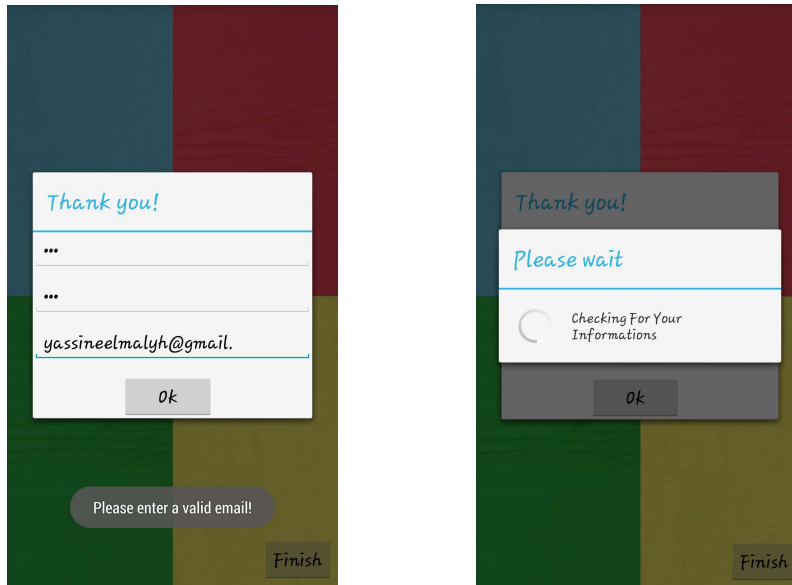 Thank you!
•••
•••
yassineelmalyh@gmail.
Ok
Please enter a valid email!
Finish
Thank you!
Please wait
Checking For Your
Informations
Ok
Finish